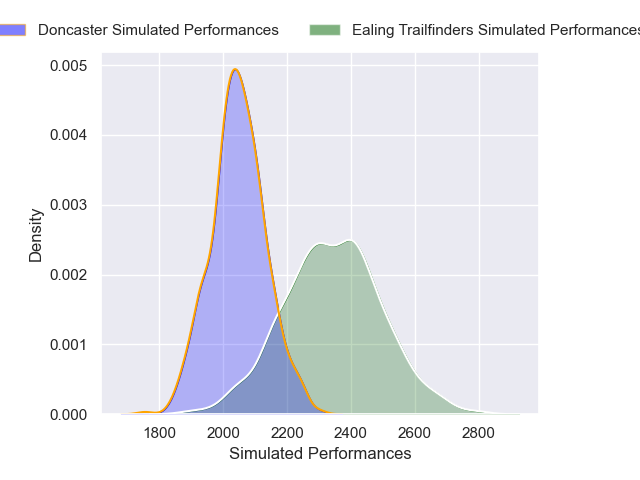 Doncaster Simulated Performances
Ealing Trailfinders Simulated Performances
0.005
0.004
0.003
0.002
0.001
0.000
Density
1800 2000 2200 2400 2600 2800
Simulated Performances